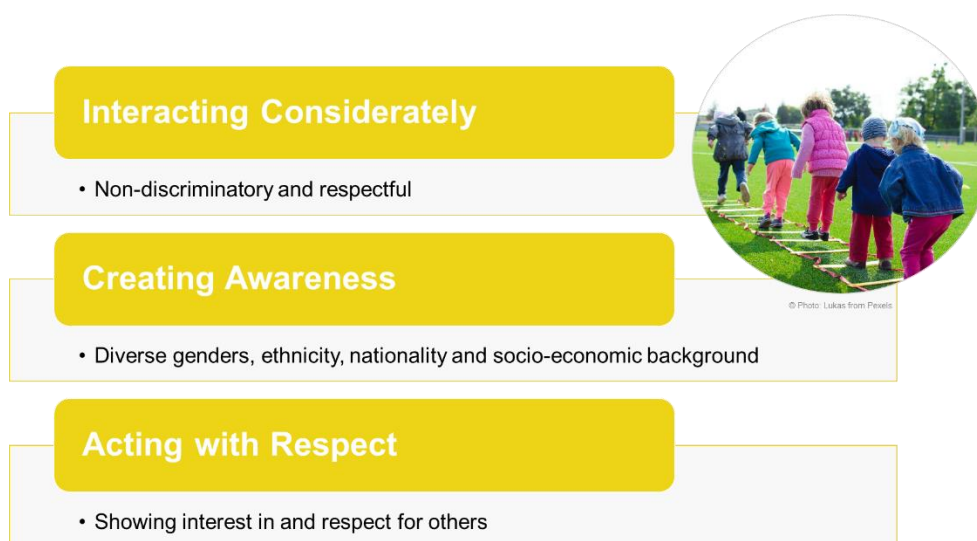 Interacting Considerately
• Non-discriminatory and respectful
© Photo: Lukas from Pexels
Creating Awareness
• Diverse genders, ethnicity, nationality and socio-economic background
Acting with Respect
• Showing interest in and respect for others